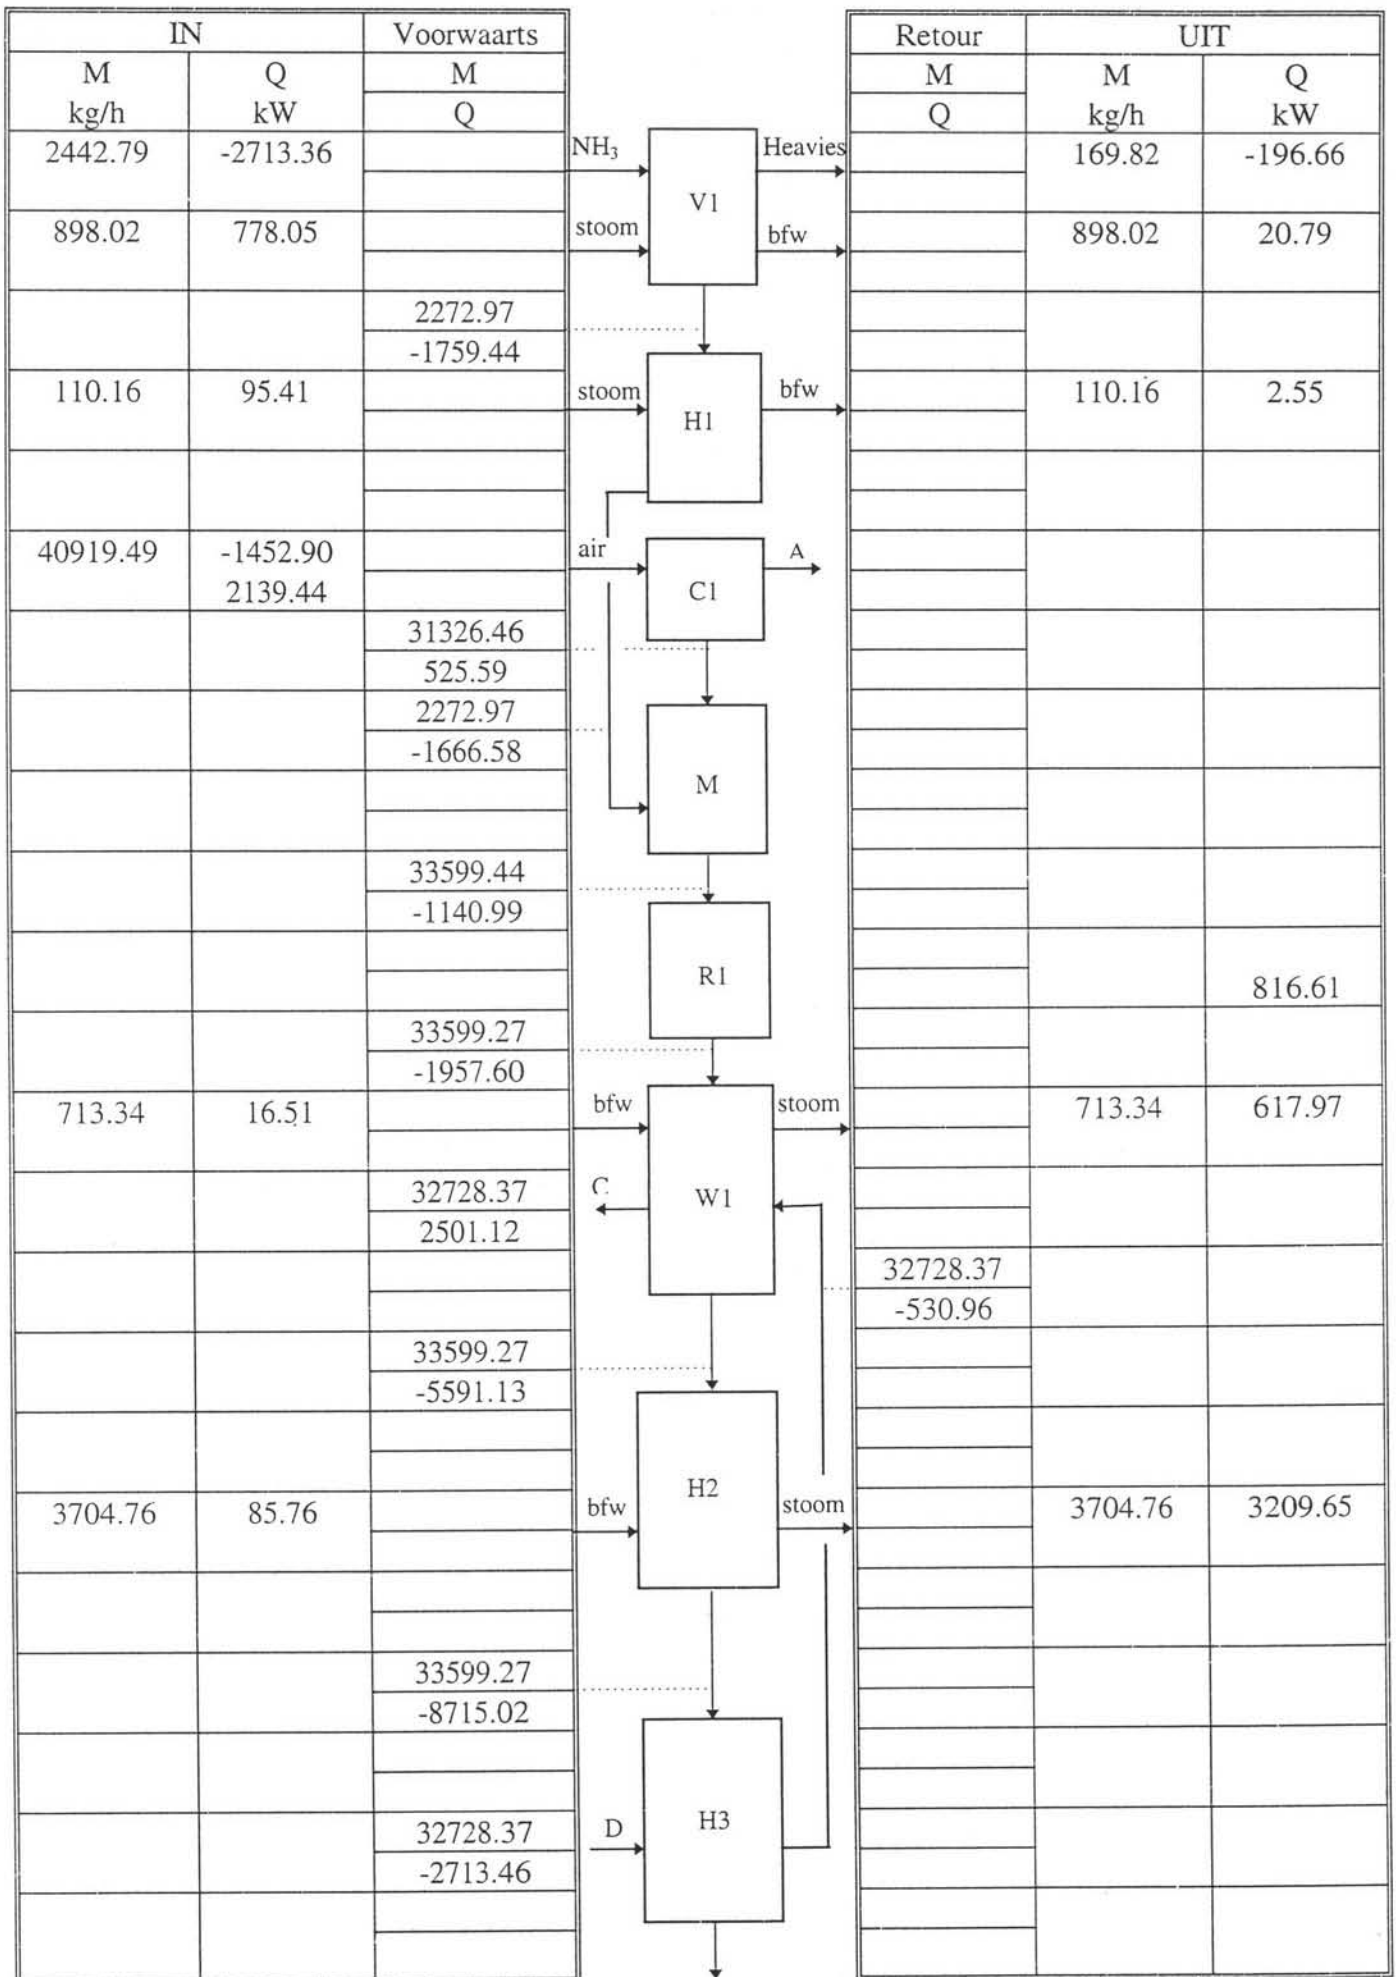 IN Voorwaarts Retour UIT
M Q M M M Q
kg/h kW Q Q kg/h kW
2442.79 -2713.36 NH₃ Heavies 169.82 -196.66
V1
898.02 778.05 stoom bfw 898.02 20.79
2272.97
-1759.44
110.16 95.41 stoom bfw 110.16 2.55
H1
40919.49 -1452.90 air A
2139.44 C1
31326.46
525.59
2272.97
-1666.58
M
33599.44
-1140.99
R1
816.61
33599.27
-1957.60
713.34 16.51 bfw stoom 713.34 617.97
32728.37 C W1
2501.12
32728.37
-530.96
33599.27
-5591.13
H2
3704.76 85.76 bfw stoom 3704.76 3209.65
33599.27
-8715.02
32728.37 D H3
-2713.46